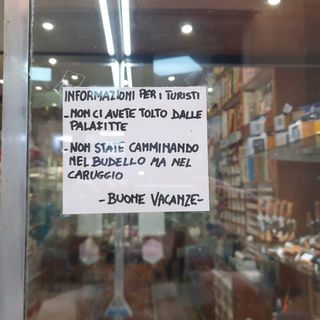 INFORMAZIONI PER I TURISTI
- NON CI AVETE TOLTO DALLE
PALAFITTE
- NON STATE CAMMINANDO
NEL BUDELLO MA NEL
CARUGGIO
- BUONE VACANZE -